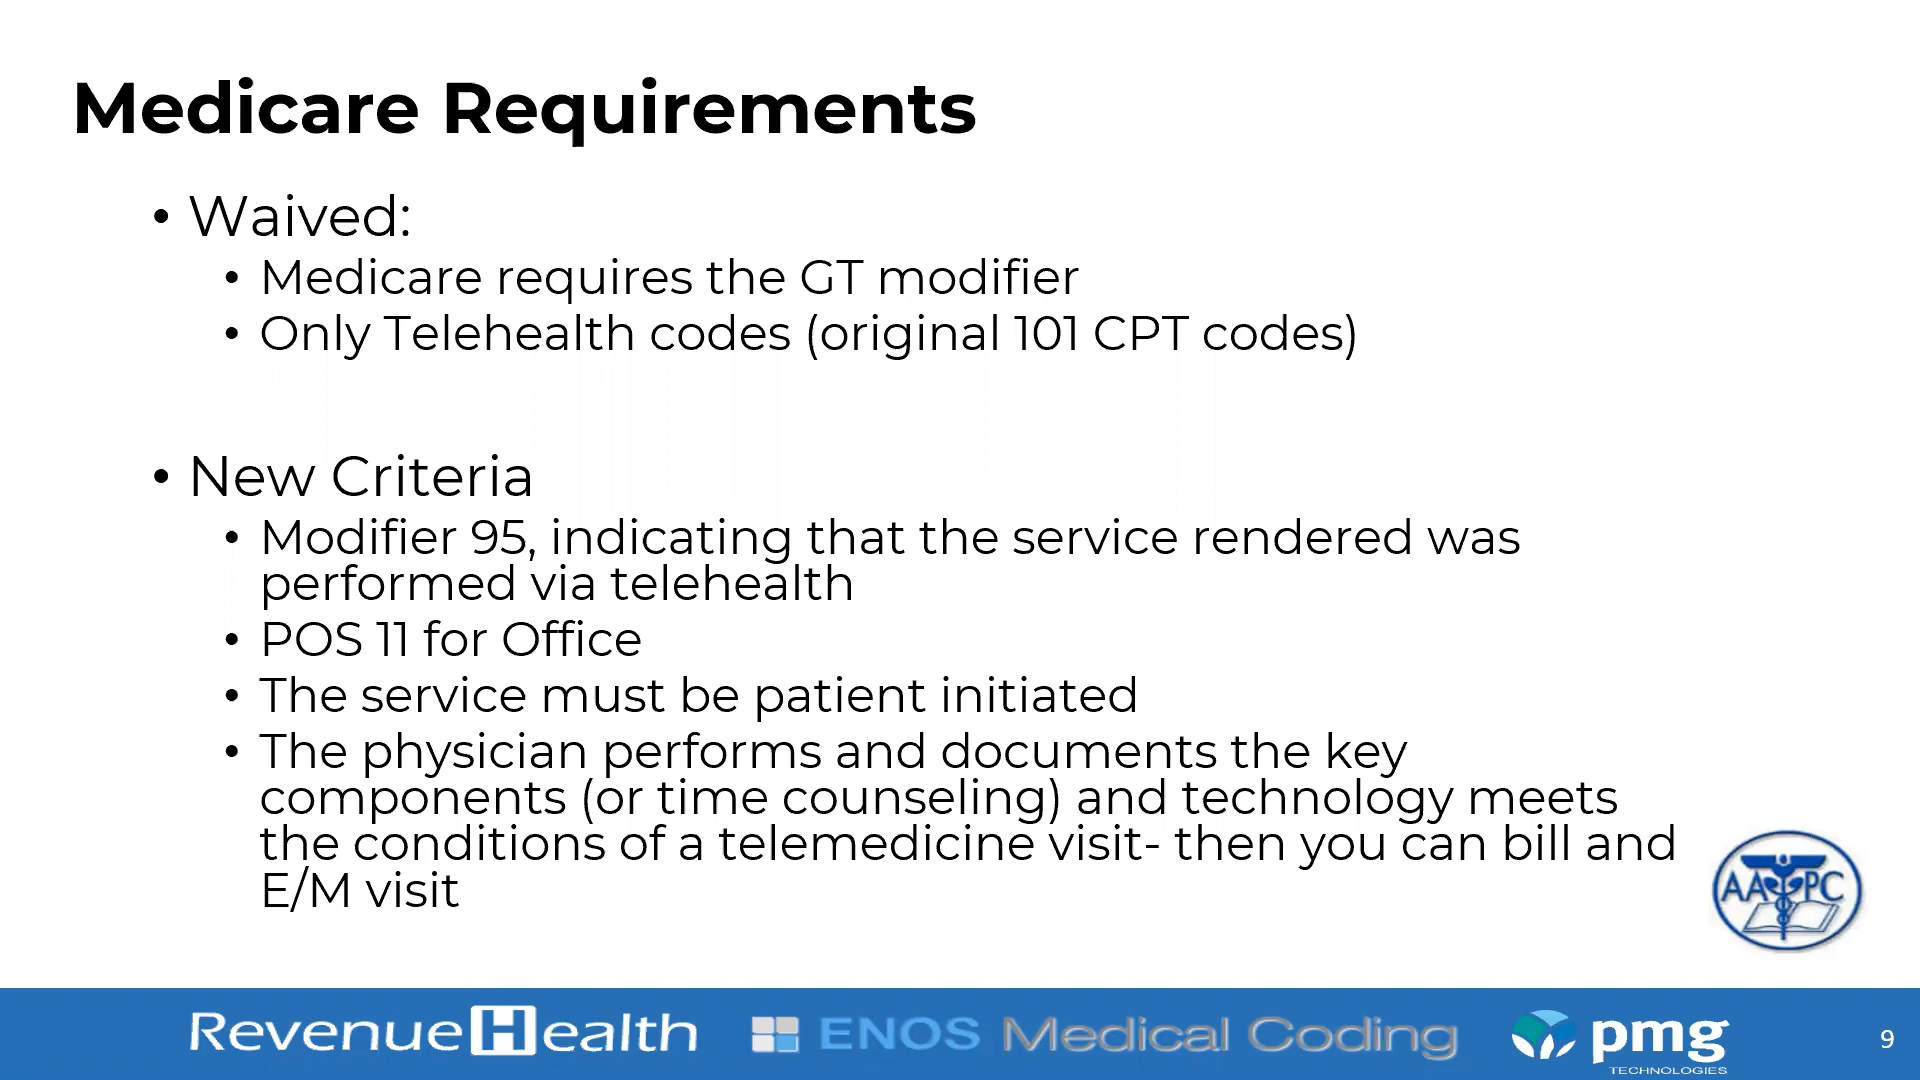 Medicare Requirements
• Waived:
• Medicare requires the GT modifier
• Only Telehealth codes (original 101 CPT codes)
• New Criteria
• Modifier 95, indicating that the service rendered was
performed via telehealth
• POS 11 for Office
• The service must be patient initiated
• The physician performs and documents the key
components (or time counseling) and technology meets
the conditions of a telemedicine visit- then you can bill and
E/M visit
AAPC
RevenueHealth
ENOS Medical Coding
pmg
TECHNOLOGIES
9